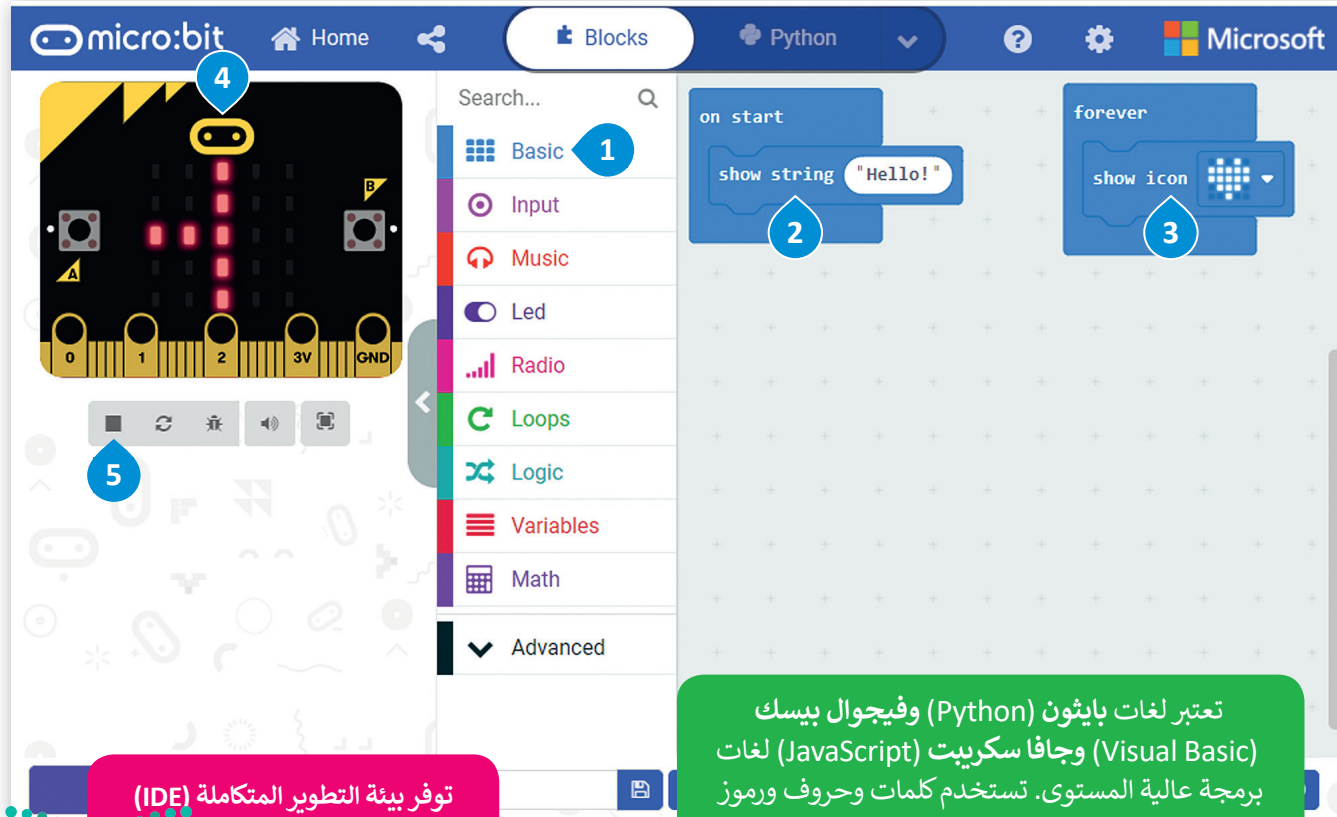 micro:bit
Home
Blocks
Python
Microsoft
4
B
A
0 1 2 3V GND
5
Search...
Basic
1
Input
Music
Led
Radio
Loops
Logic
Variables
Math
Advanced
on start
show string "Hello!"
2
forever
show icon
3
تعتبر لغات بايثون (Python) وفيجوال بيسك
(Visual Basic) وجافا سكريبت (JavaScript) لغات
برمجة عالية المستوى. تستخدم كلمات وحروف ورموز
توفر بيئة التطوير المتكاملة (IDE)